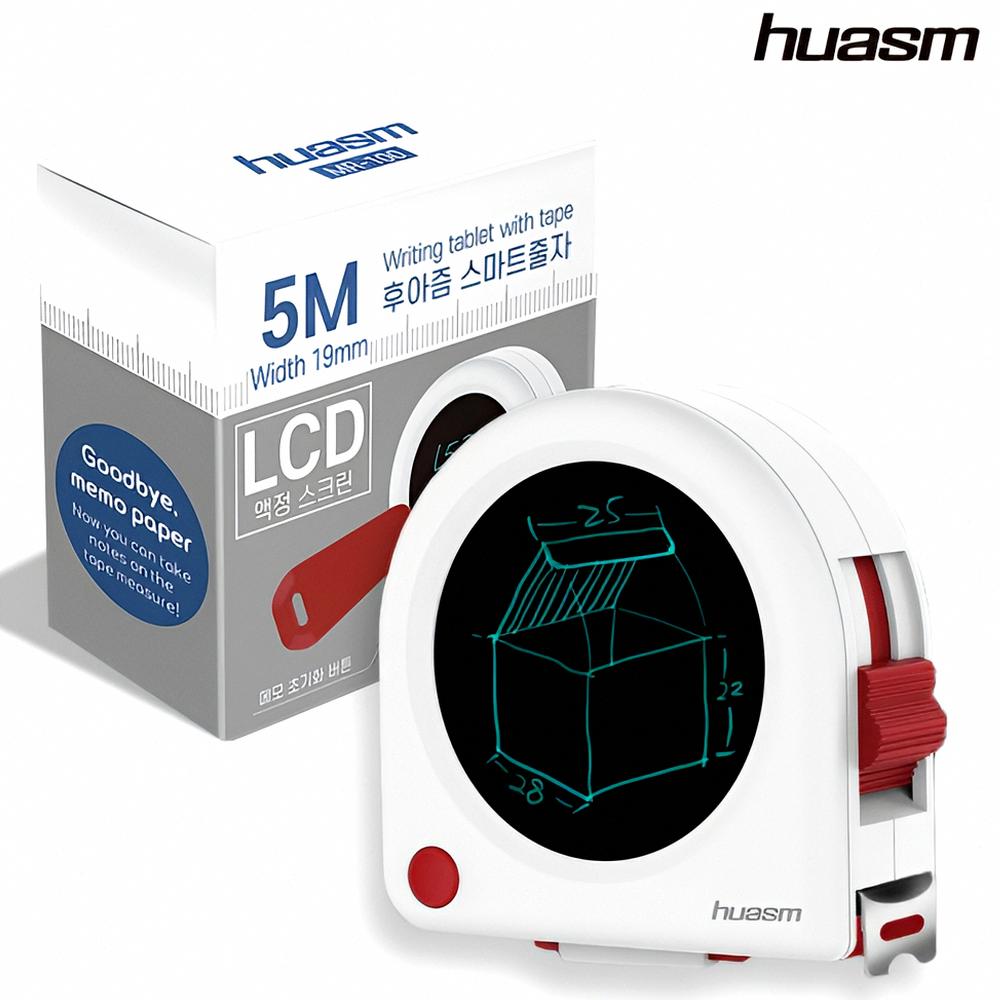 huasm
huasm
MR-100
5M
Width 19mm
Writing tablet with tape
후아즘 스마트줄자
LCD
액정 스크린
Goodbye,
memo paper
Now you can take
notes on the
tape measure!
메모 초기화 버튼
25
22
28
huasm